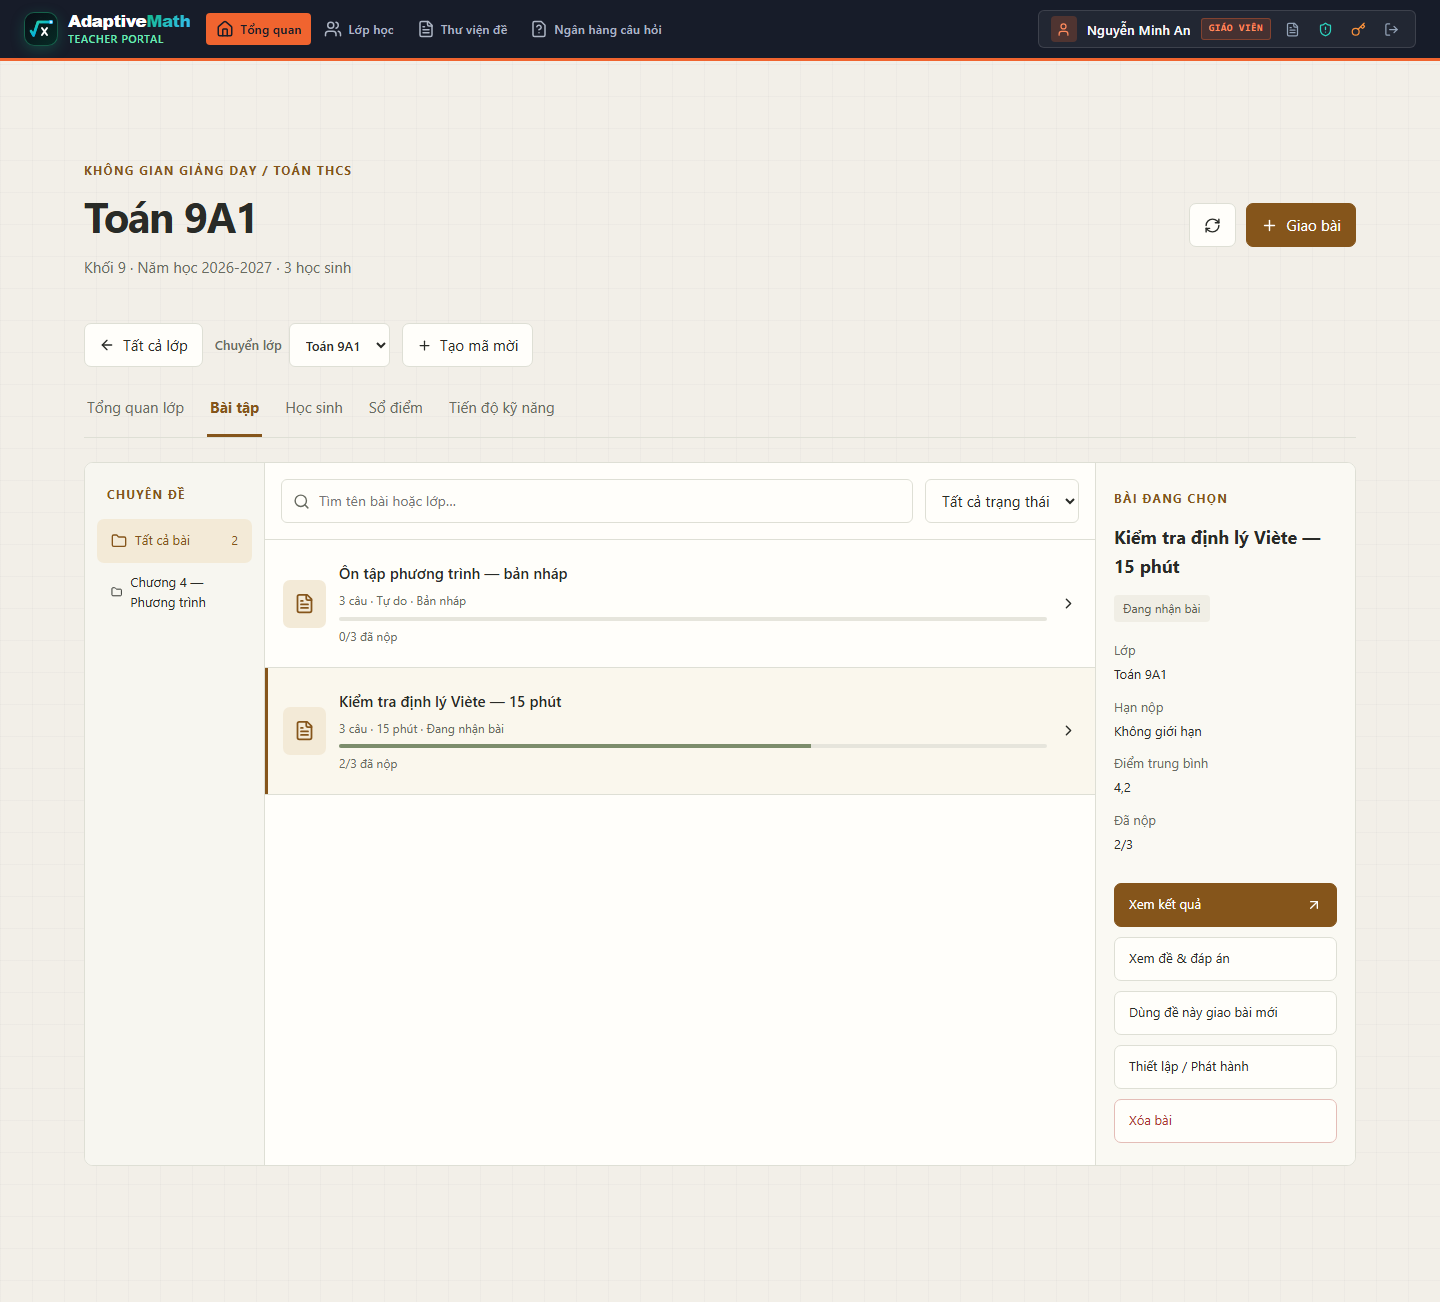 AdaptiveMath
TEACHER PORTAL
Tổng quan
Lớp học
Thư viện đề
Ngân hàng câu hỏi
Nguyễn Minh An
GIÁO VIÊN
KHÔNG GIAN GIẢNG DẠY / TOÁN THCS
Toán 9A1
Khối 9 · Năm học 2026-2027 · 3 học sinh
Giao bài
Tất cả lớp
Chuyển lớp
Toán 9A1
Tạo mã mời
Tổng quan lớp
Bài tập
Học sinh
Sổ điểm
Tiến độ kỹ năng
CHUYÊN ĐỀ
Tất cả bài
2
Chương 4 —
Phương trình
Tìm tên bài hoặc lớp...
Tất cả trạng thái
Ôn tập phương trình — bản nháp
3 câu · Tự do · Bản nháp
0/3 đã nộp
Kiểm tra định lý Viète — 15 phút
3 câu · 15 phút · Đang nhận bài
2/3 đã nộp
BÀI ĐANG CHỌN
Kiểm tra định lý Viète —
15 phút
Đang nhận bài
Lớp
Toán 9A1
Hạn nộp
Không giới hạn
Điểm trung bình
4,2
Đã nộp
2/3
Xem kết quả
Xem đề & đáp án
Dùng đề này giao bài mới
Thiết lập / Phát hành
Xóa bài